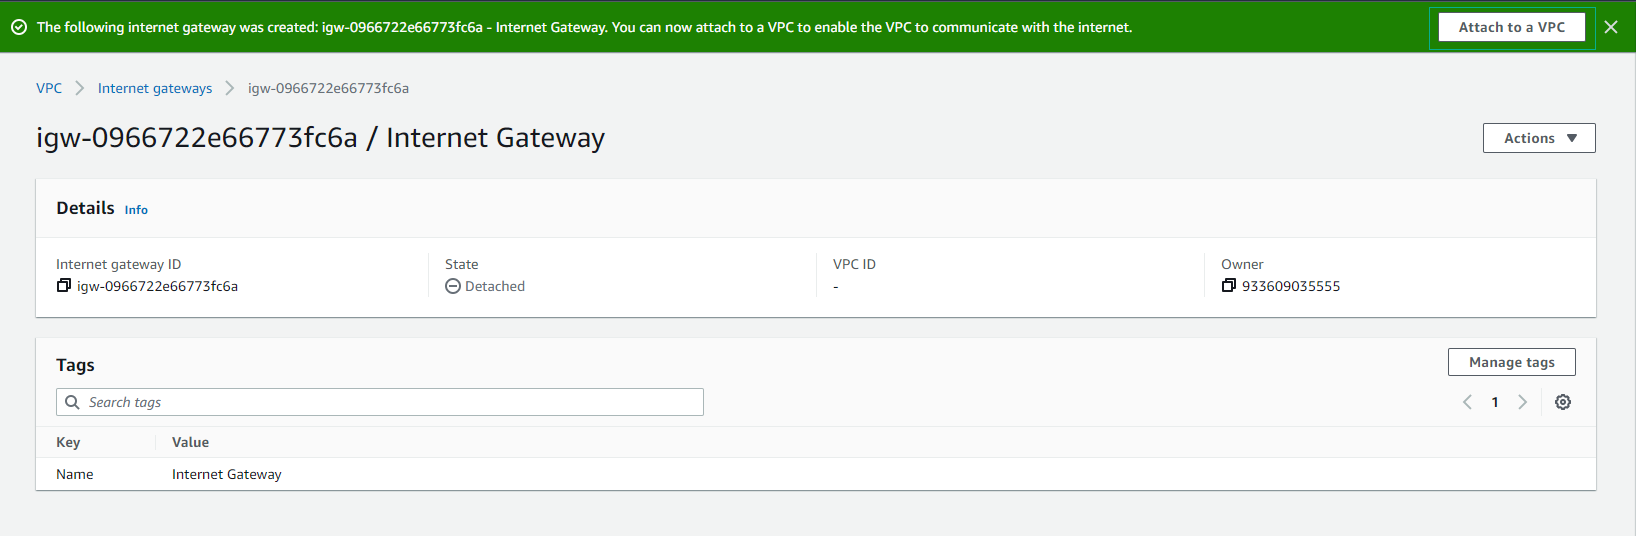 The following internet gateway was created: igw-0966722e66773fc6a - Internet Gateway. You can now attach to a VPC to enable the VPC to communicate with the internet.
Attach to a VPC
VPC
Internet gateways
igw-0966722e66773fc6a
igw-0966722e66773fc6a / Internet Gateway
Actions
Details Info
Internet gateway ID
igw-0966722e66773fc6a
State
Detached
VPC ID
-
Owner
933609035555
Tags
Manage tags
Search tags
1
Key Value
Name Internet Gateway